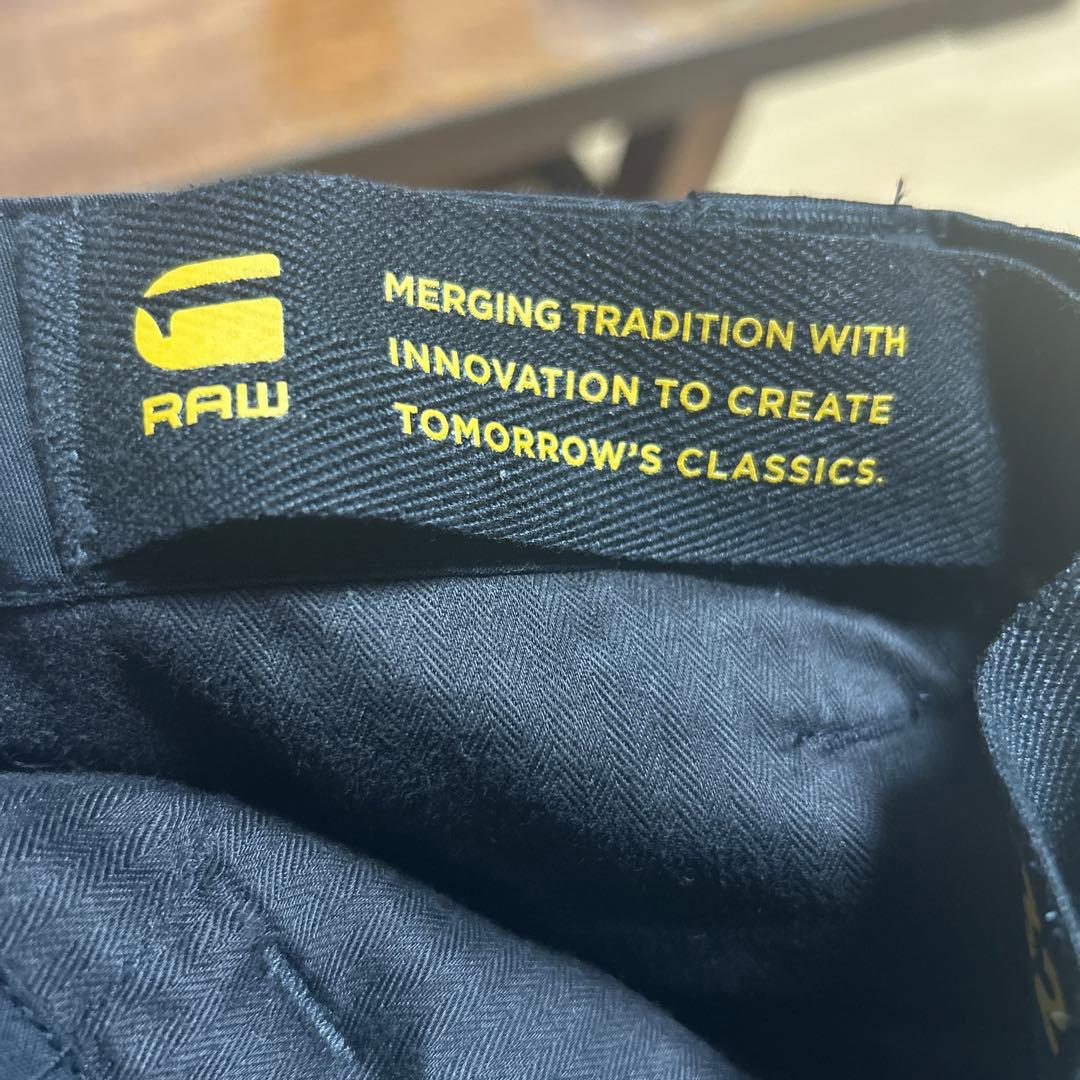 RAW
MERGING TRADITION WITH
INNOVATION TO CREATE
TOMORROW'S CLASSICS.